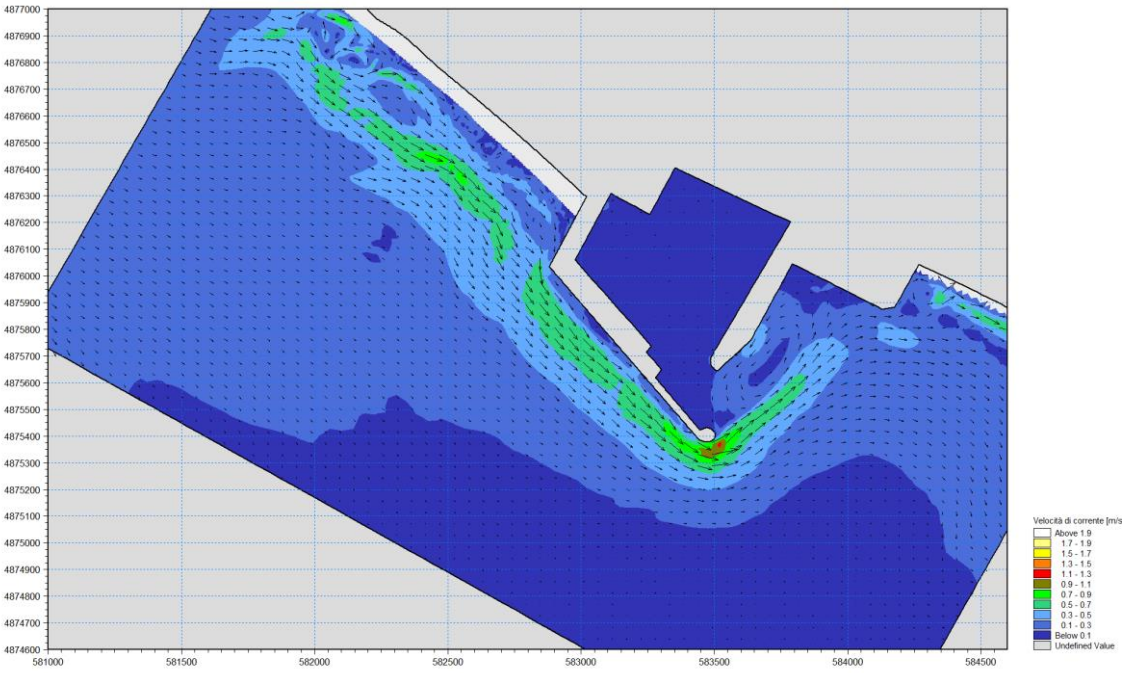 4877000
4876900
4876800
4876700
4876600
4876500
4876400
4876300
4876200
4876100
4876000
4875900
4875800
4875700
4875600
4875500
4875400
4875300
4875200
4875100
4875000
4874900
4874800
4874700
4874600
581000 581500 582000 582500 583000 583500 584000 584500
Velocità di corrente [m/s
Above 1.9
1.7 - 1.9
1.5 - 1.7
1.3 - 1.5
1.1 - 1.3
0.9 - 1.1
0.7 - 0.9
0.5 - 0.7
0.3 - 0.5
0.1 - 0.3
Below 0.1
Undefined Value